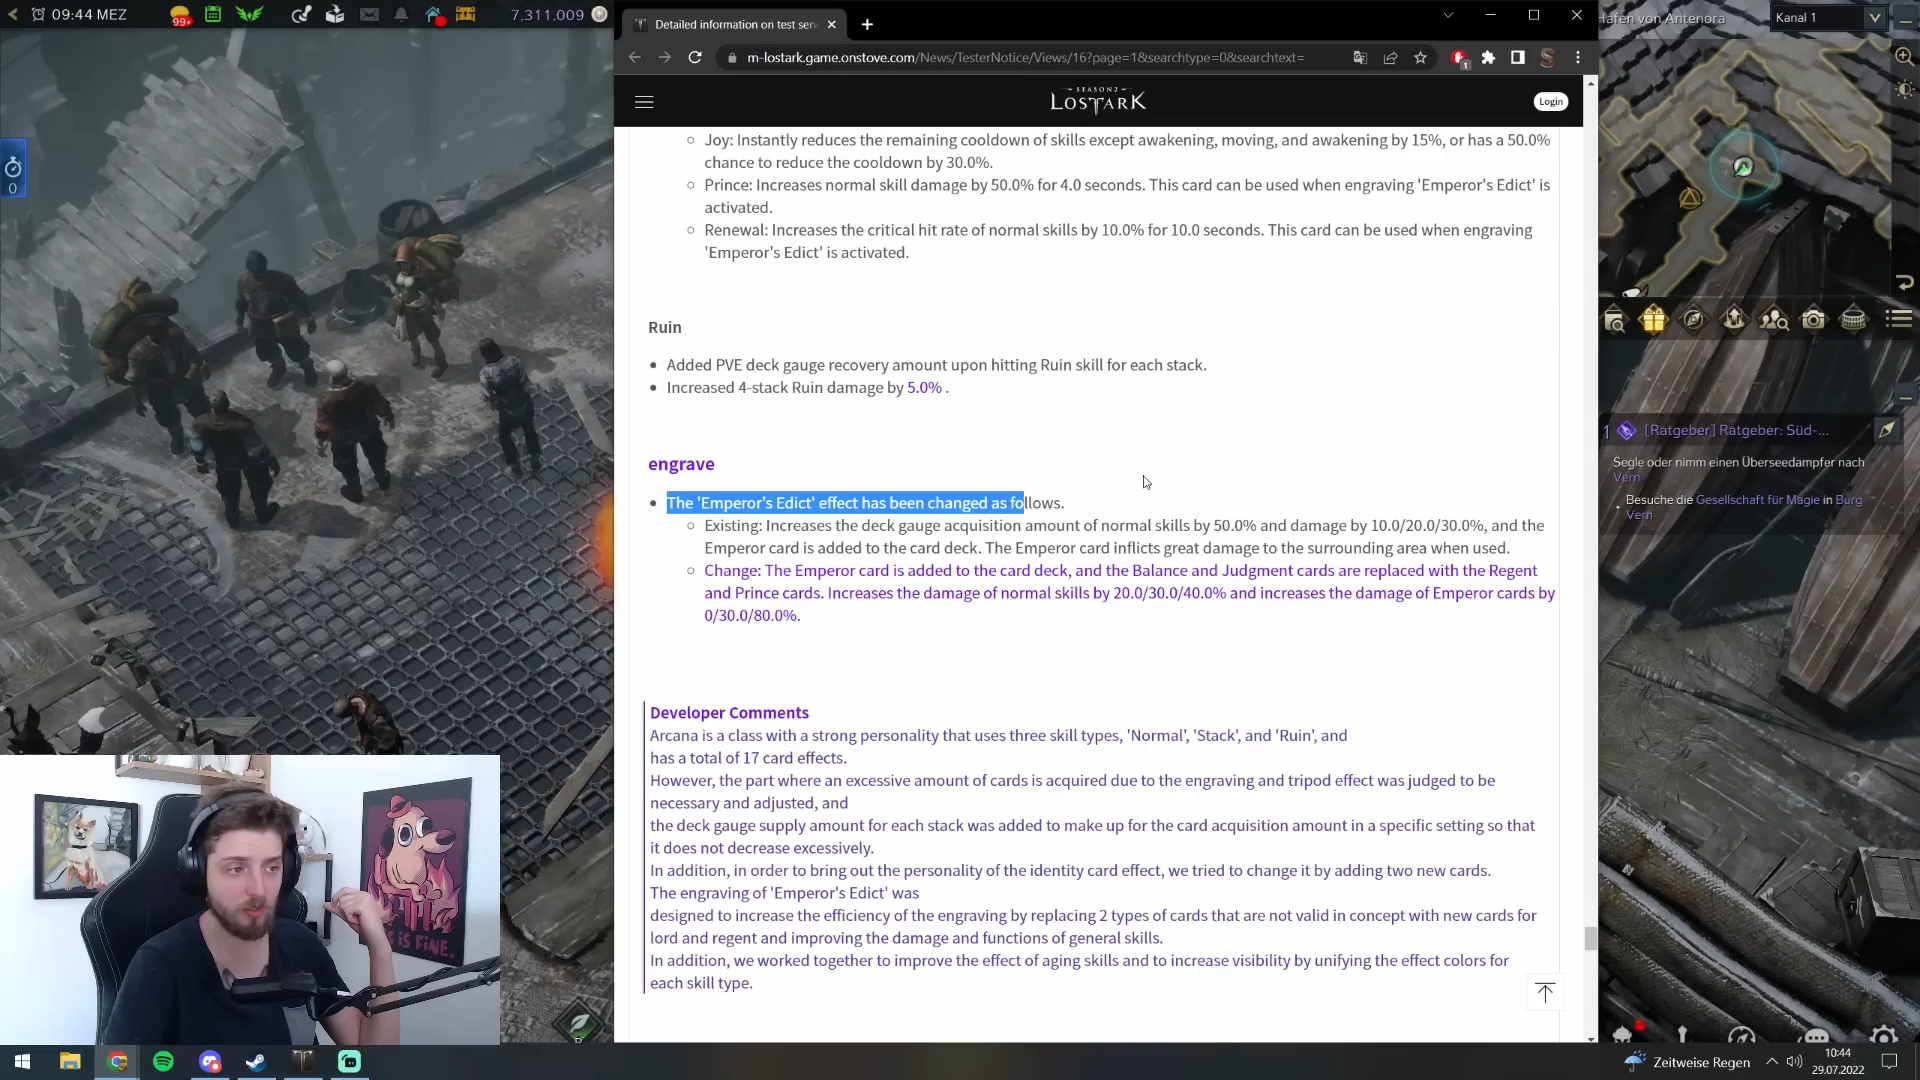 09:44 MEZ
99+
7,311,009
0
Detailed information on test serv
m-lostark.game.onstove.com/News/TesterNotice/Views/16?page=1&searchtype=0&searchtext=
1
SEASON2
LOSTARK
Login
Joy: Instantly reduces the remaining cooldown of skills except awakening, moving, and awakening by 15%, or has a 50.0%
chance to reduce the cooldown by 30.0%.
Prince: Increases normal skill damage by 50.0% for 4.0 seconds. This card can be used when engraving 'Emperor's Edict' is
activated.
Renewal: Increases the critical hit rate of normal skills by 10.0% for 10.0 seconds. This card can be used when engraving
'Emperor's Edict' is activated.
Ruin
Added PVE deck gauge recovery amount upon hitting Ruin skill for each stack.
Increased 4-stack Ruin damage by 5.0% .
engrave
The 'Emperor's Edict' effect has been changed as follows.
Existing: Increases the deck gauge acquisition amount of normal skills by 50.0% and damage by 10.0/20.0/30.0%, and the
Emperor card is added to the card deck. The Emperor card inflicts great damage to the surrounding area when used.
Change: The Emperor card is added to the card deck, and the Balance and Judgment cards are replaced with the Regent
and Prince cards. Increases the damage of normal skills by 20.0/30.0/40.0% and increases the damage of Emperor cards by
0/30.0/80.0%.
Developer Comments
Arcana is a class with a strong personality that uses three skill types, 'Normal', 'Stack', and 'Ruin', and
has a total of 17 card effects.
However, the part where an excessive amount of cards is acquired due to the engraving and tripod effect was judged to be
necessary and adjusted, and
the deck gauge supply amount for each stack was added to make up for the card acquisition amount in a specific setting so that
it does not decrease excessively.
In addition, in order to bring out the personality of the identity card effect, we tried to change it by adding two new cards.
The engraving of 'Emperor's Edict' was
designed to increase the efficiency of the engraving by replacing 2 types of cards that are not valid in concept with new cards for
lord and regent and improving the damage and functions of general skills.
In addition, we worked together to improve the effect of aging skills and to increase visibility by unifying the effect colors for
each skill type.
Hafen von Antenora
Kanal 1
N
1 [Ratgeber] Ratgeber: Süd-...
Segle oder nimm einen Überseedampfer nach
Vern
Besuche die Gesellschaft für Magie in Burg
Vern
IS FINE.
Zeitweise Regen
10:44
29.07.2022